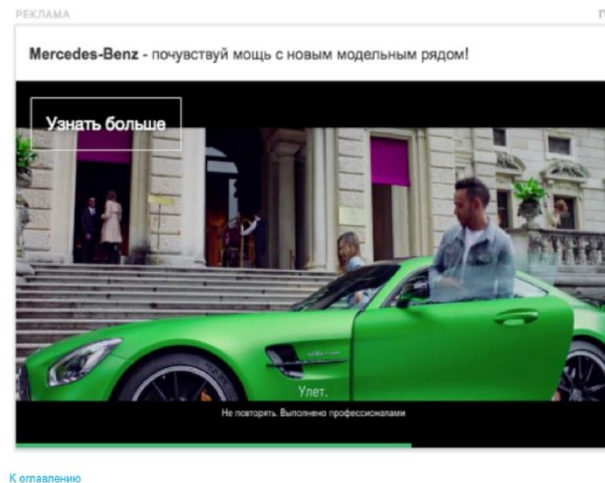 РЕКЛАМА
Mercedes-Benz - почувствуй мощь с новым модельным рядом!
Узнать больше
Улет.
Не повторять. Выполнено профессионалами
К оглавлению